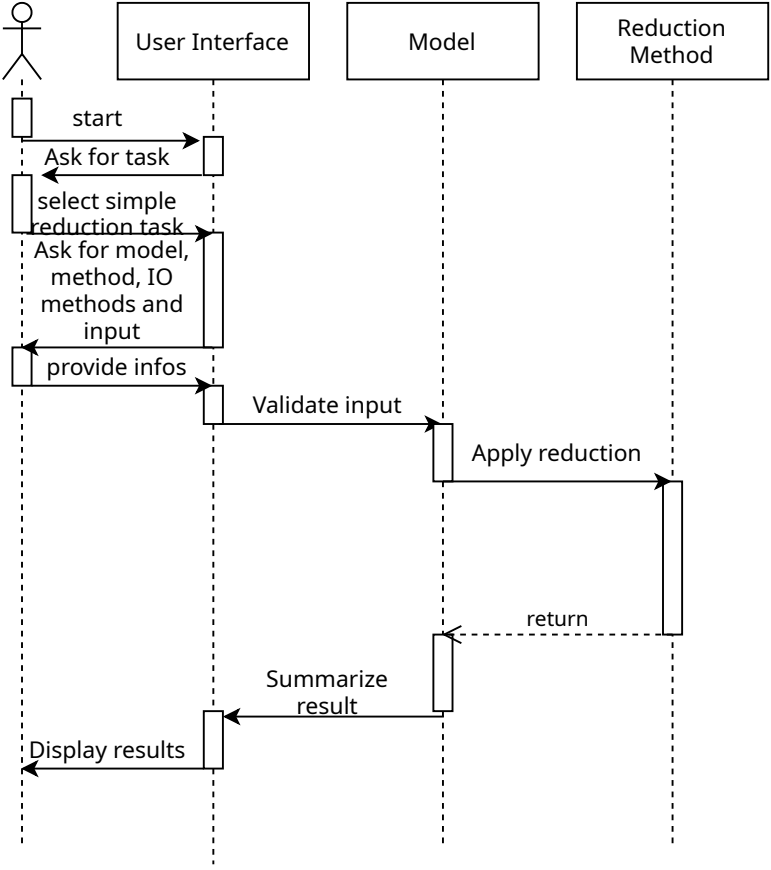 User Interface
Model
Reduction
Method
start
Ask for task
select simple
reduction task
Ask for model,
method, IO
methods and
input
provide infos
Validate input
Apply reduction
return
Summarize
result
Display results